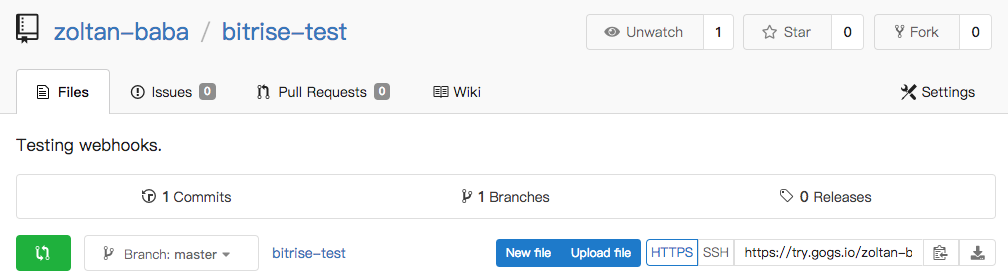 zoltan-baba / bitrise-test
Unwatch 1 Star 0 Fork 0
Files Issues 0 Pull Requests 0 Wiki Settings
Testing webhooks.
1 Commits 1 Branches 0 Releases
Branch: master bitrise-test New file Upload file HTTPS SSH https://try.gogs.io/zoltan-b